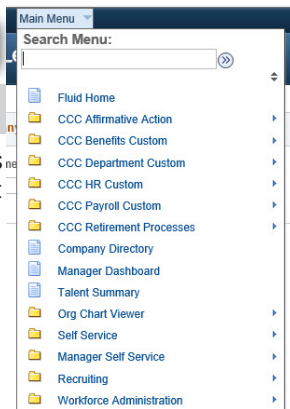 Main Menu
Search Menu:
Fluid Home
CCC Affirmative Action
CCC Benefits Custom
CCC Department Custom
CCC HR Custom
CCC Payroll Custom
CCC Retirement Processes
Company Directory
Manager Dashboard
Talent Summary
Org Chart Viewer
Self Service
Manager Self Service
Recruiting
Workforce Administration